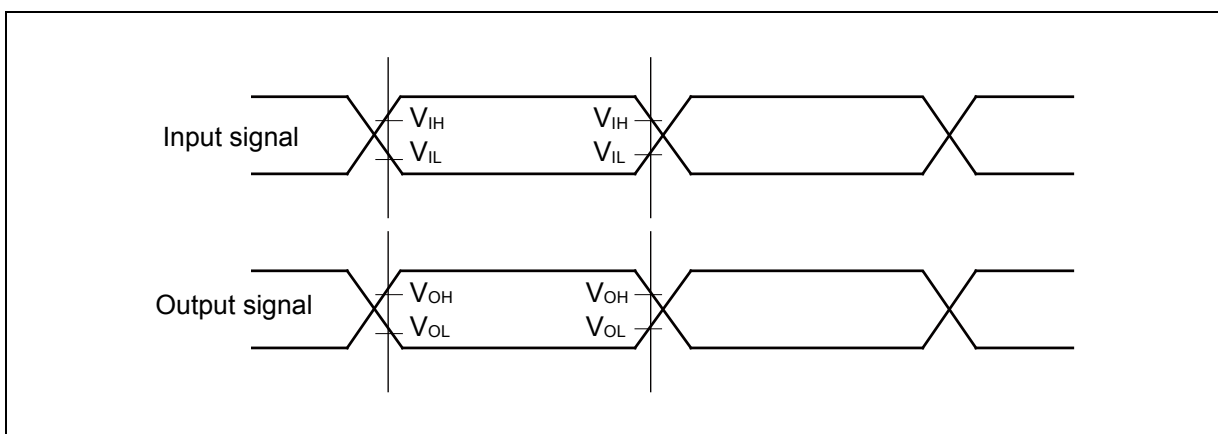 Input signal
VIH VIH
VIL VIL
Output signal
VOH VOH
VOL VOL